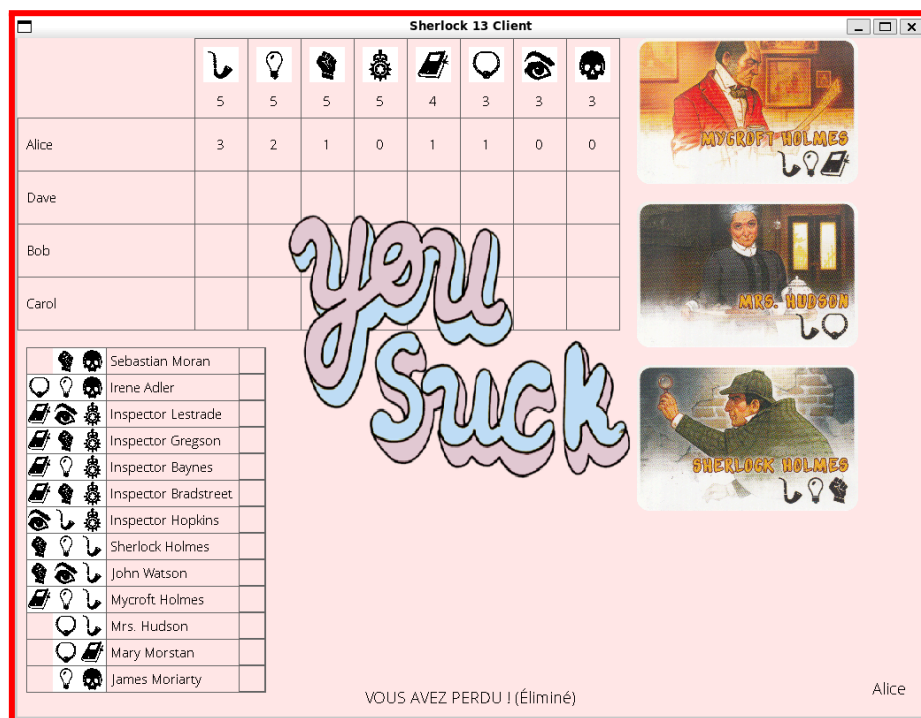 Sherlock 13 Client
5 5 5 5 4 3 3 3
Alice 3 2 1 0 1 1 0 0
Dave
Bob
Carol
MYCROFT HOLMES
MRS. HUDSON
SHERLOCK HOLMES
you
Suck
Sebastian Moran
Irene Adler
Inspector Lestrade
Inspector Gregson
Inspector Baynes
Inspector Bradstreet
Inspector Hopkins
Sherlock Holmes
John Watson
Mycroft Holmes
Mrs. Hudson
Mary Morstan
James Moriarty
VOUS AVEZ PERDU ! (Éliminé)
Alice